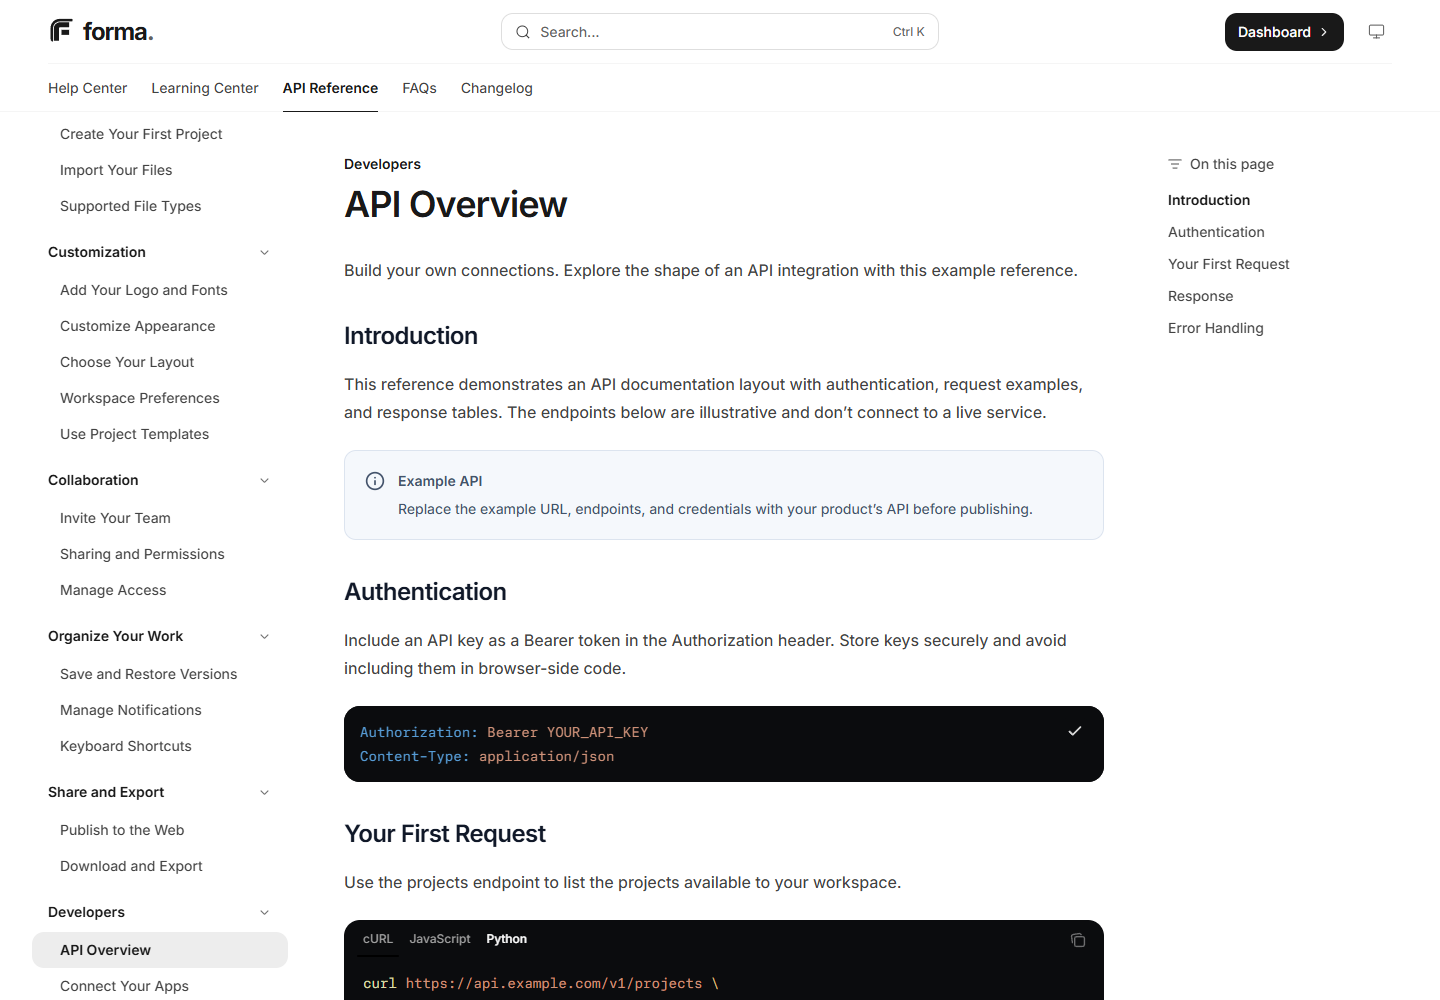 forma.
Search...
Ctrl K
Dashboard
Help Center
Learning Center
API Reference
FAQs
Changelog
Create Your First Project
Import Your Files
Supported File Types
Customization
Add Your Logo and Fonts
Customize Appearance
Choose Your Layout
Workspace Preferences
Use Project Templates
Collaboration
Invite Your Team
Sharing and Permissions
Manage Access
Organize Your Work
Save and Restore Versions
Manage Notifications
Keyboard Shortcuts
Share and Export
Publish to the Web
Download and Export
Developers
API Overview
Connect Your Apps
Developers
API Overview
Build your own connections. Explore the shape of an API integration with this example reference.
Introduction
This reference demonstrates an API documentation layout with authentication, request examples,
and response tables. The endpoints below are illustrative and don’t connect to a live service.
Example API
Replace the example URL, endpoints, and credentials with your product’s API before publishing.
Authentication
Include an API key as a Bearer token in the Authorization header. Store keys securely and avoid
including them in browser-side code.
Authorization: Bearer YOUR_API_KEY
Content-Type: application/json
Your First Request
Use the projects endpoint to list the projects available to your workspace.
cURL
JavaScript
Python
curl https://api.example.com/v1/projects \
On this page
Introduction
Authentication
Your First Request
Response
Error Handling